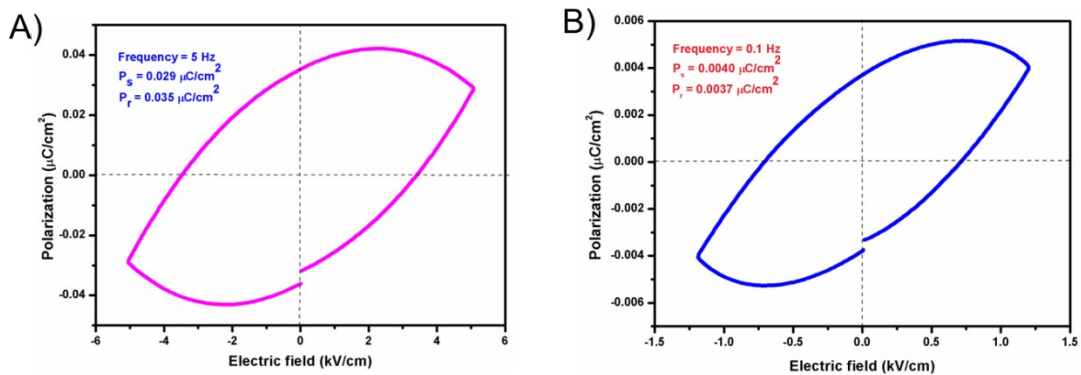 A)
Frequency = 5 Hz
Pₛ = 0.029 μC/cm²
Pᵣ = 0.035 μC/cm²
Polarization (μC/cm²)
0.04
0.02
0.00
-0.02
-0.04
-6 -4 -2 0 2 4 6
Electric field (kV/cm)
B)
Frequency = 0.1 Hz
Pₛ = 0.0040 μC/cm²
Pᵣ = 0.0037 μC/cm²
Polarization (μC/cm²)
0.006
0.004
0.002
0.000
-0.002
-0.004
-0.006
-1.5 -1.0 -0.5 0.0 0.5 1.0 1.5
Electric field (kV/cm)